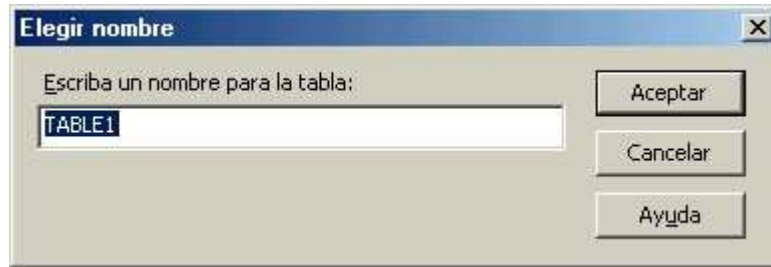 Elegir nombre
Escriba un nombre para la tabla:
TABLE1
Aceptar
Cancelar
Ayuda